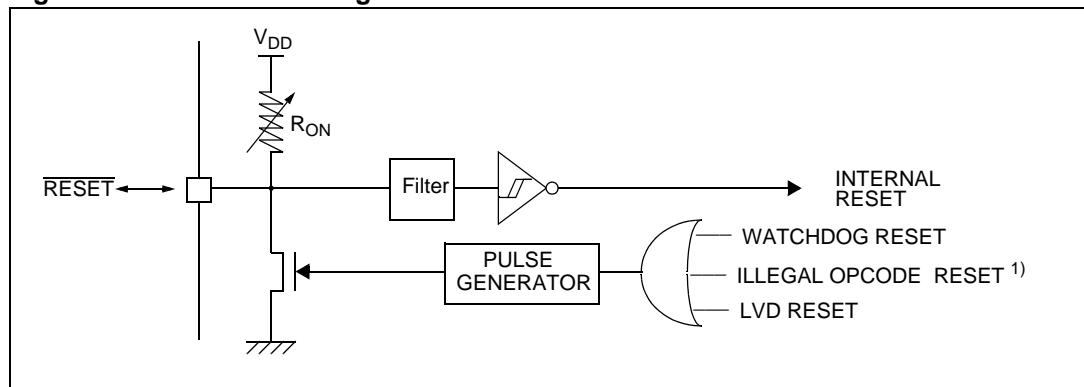 V_DD
R_ON
RESET
Filter
INTERNAL
RESET
WATCHDOG RESET
PULSE
GENERATOR
ILLEGAL OPCODE RESET 1)
LVD RESET